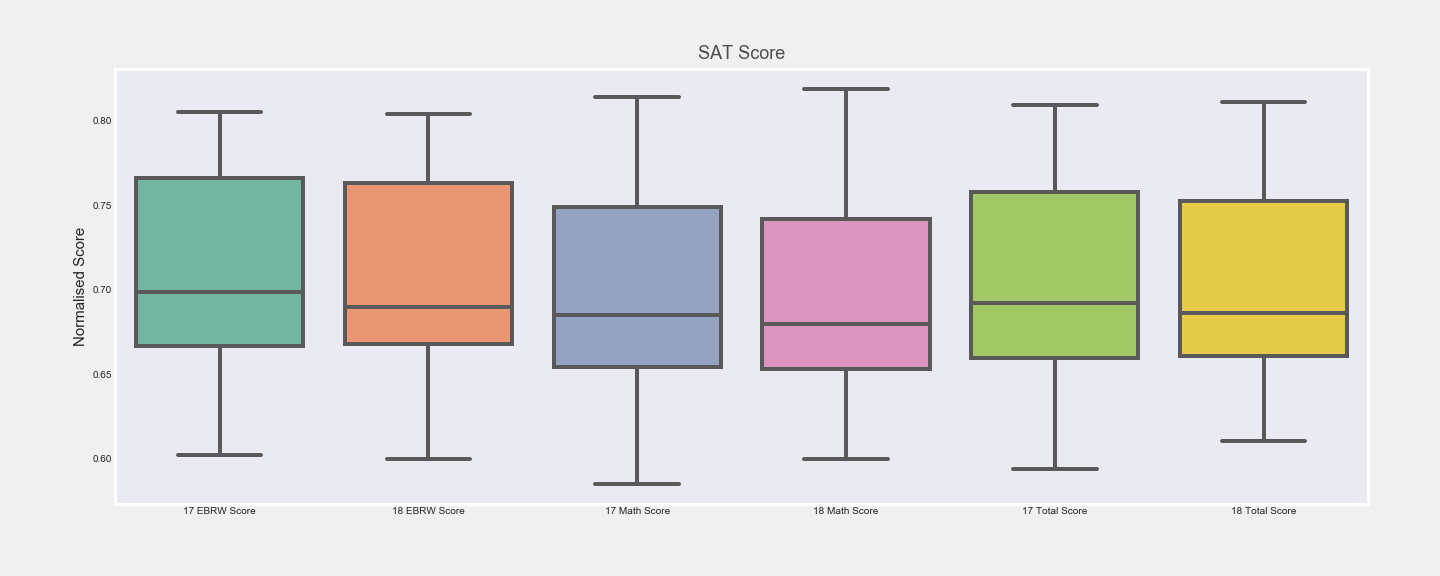 SAT Score
Normalised Score
0.80
0.75
0.70
0.65
0.60
17 EBRW Score
18 EBRW Score
17 Math Score
18 Math Score
17 Total Score
18 Total Score